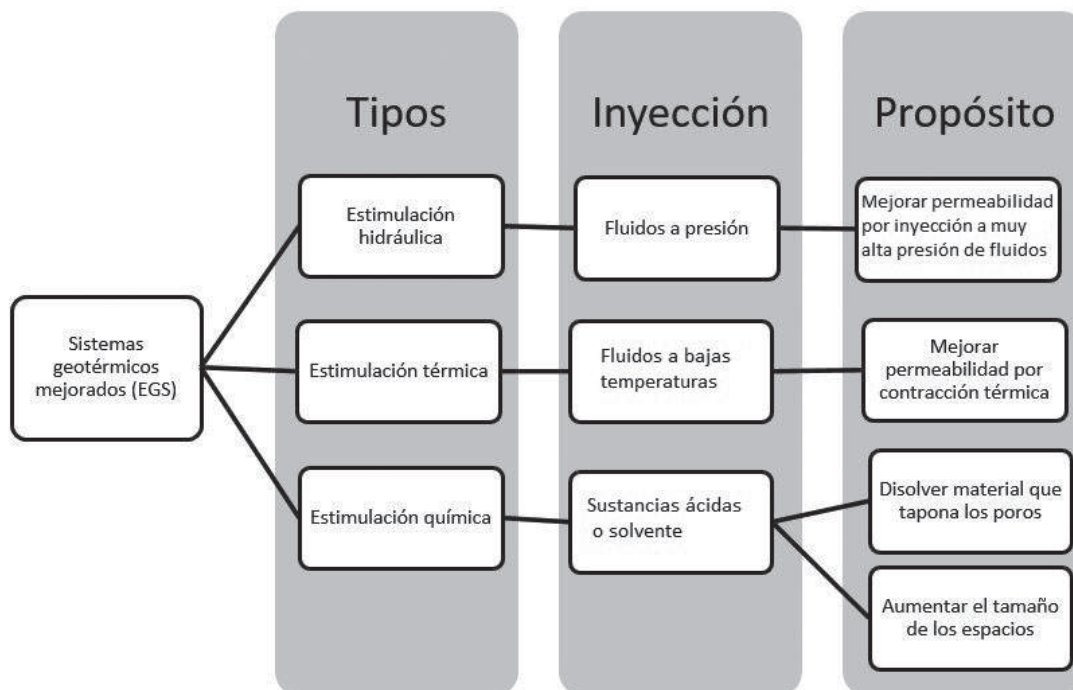 Tipos
Inyección
Propósito
Sistemas
geotérmicos
mejorados (EGS)
Estimulación
hidráulica
Fluidos a presión
Mejorar permeabilidad
por inyección a muy
alta presión de fluidos
Estimulación térmica
Fluidos a bajas
temperaturas
Mejorar
permeabilidad por
contracción térmica
Estimulación química
Sustancias ácidas
o solvente
Disolver material que
tapona los poros
Aumentar el tamaño
de los espacios